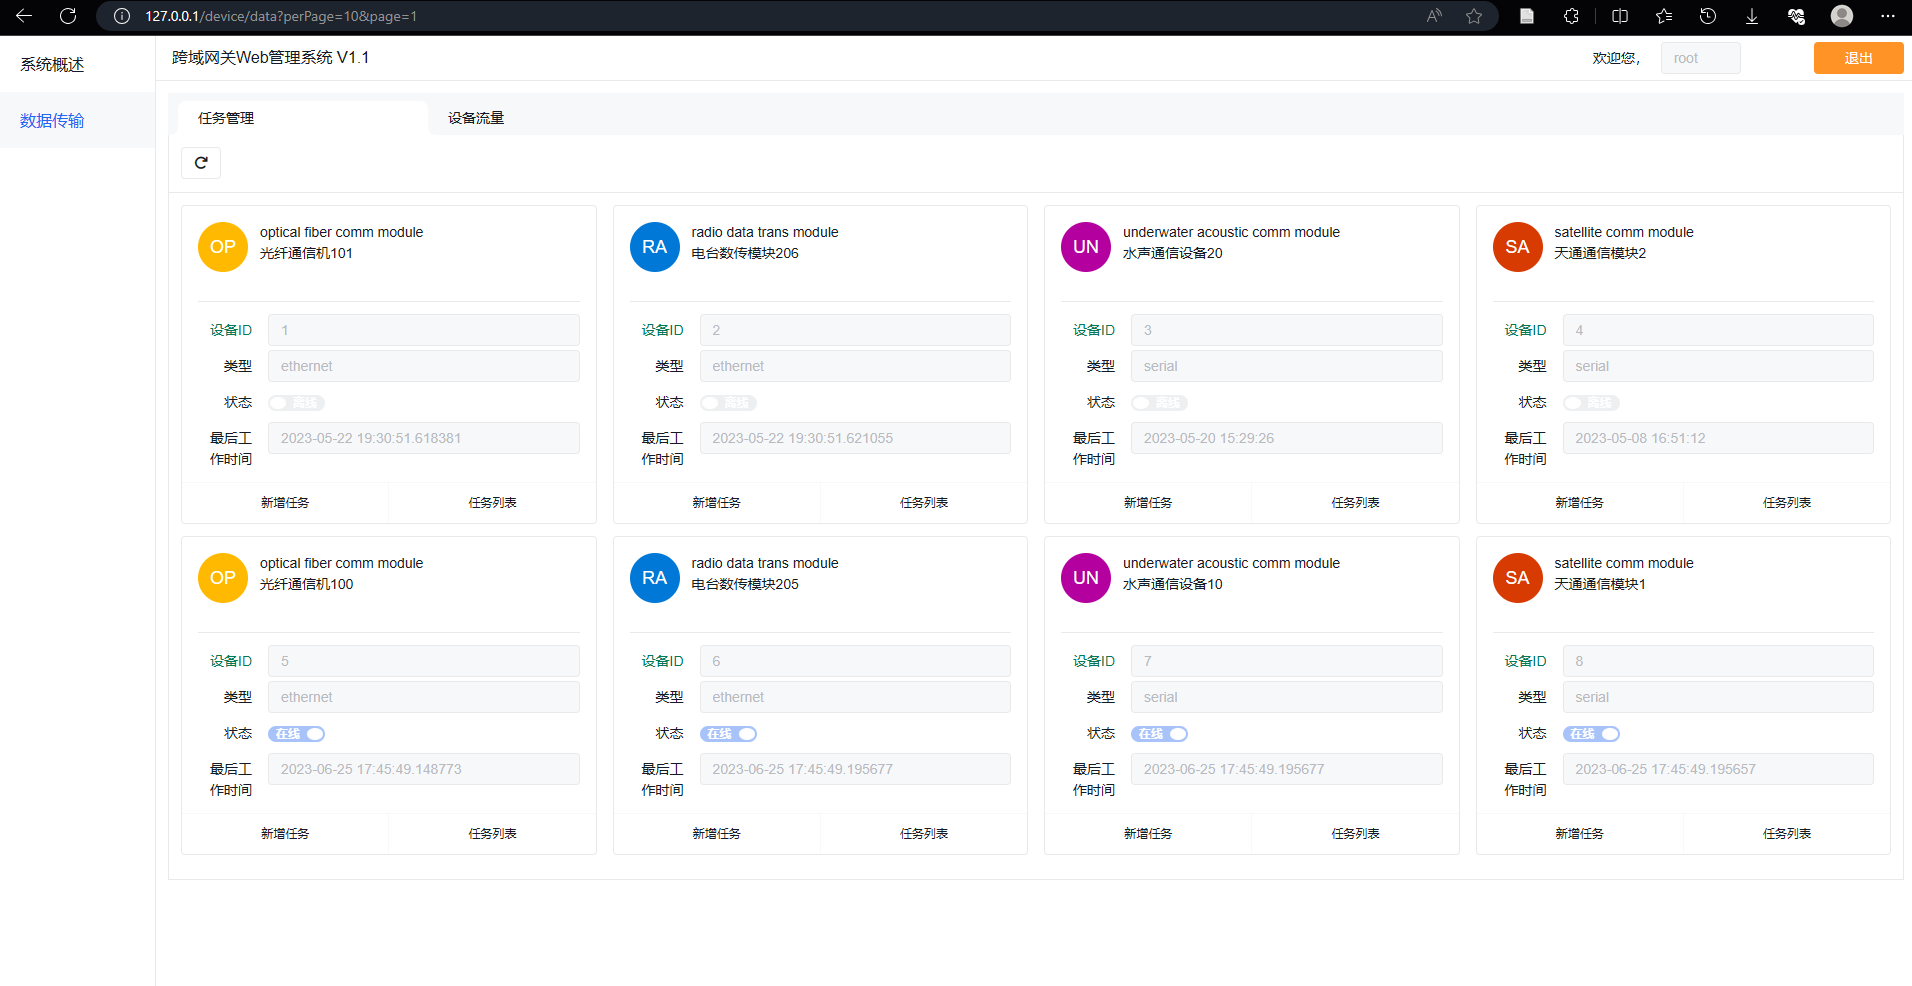 127.0.0.1/device/data?perPage=10&page=1
系统概述
数据传输
跨域网关Web管理系统 V1.1
欢迎您，
root
退出
任务管理
设备流量
OP
optical fiber comm module
光纤通信机101
设备ID
1
类型
ethernet
状态
离线
最后工
作时间
2023-05-22 19:30:51.618381
新增任务
任务列表
RA
radio data trans module
电台数传模块206
设备ID
2
类型
ethernet
状态
离线
最后工
作时间
2023-05-22 19:30:51.621055
新增任务
任务列表
UN
underwater acoustic comm module
水声通信设备20
设备ID
3
类型
serial
状态
离线
最后工
作时间
2023-05-20 15:29:26
新增任务
任务列表
SA
satellite comm module
天通通信模块2
设备ID
4
类型
serial
状态
离线
最后工
作时间
2023-05-08 16:51:12
新增任务
任务列表
OP
optical fiber comm module
光纤通信机100
设备ID
5
类型
ethernet
状态
在线
最后工
作时间
2023-06-25 17:45:49.148773
新增任务
任务列表
RA
radio data trans module
电台数传模块205
设备ID
6
类型
ethernet
状态
在线
最后工
作时间
2023-06-25 17:45:49.195677
新增任务
任务列表
UN
underwater acoustic comm module
水声通信设备10
设备ID
7
类型
serial
状态
在线
最后工
作时间
2023-06-25 17:45:49.195677
新增任务
任务列表
SA
satellite comm module
天通通信模块1
设备ID
8
类型
serial
状态
在线
最后工
作时间
2023-06-25 17:45:49.195657
新增任务
任务列表